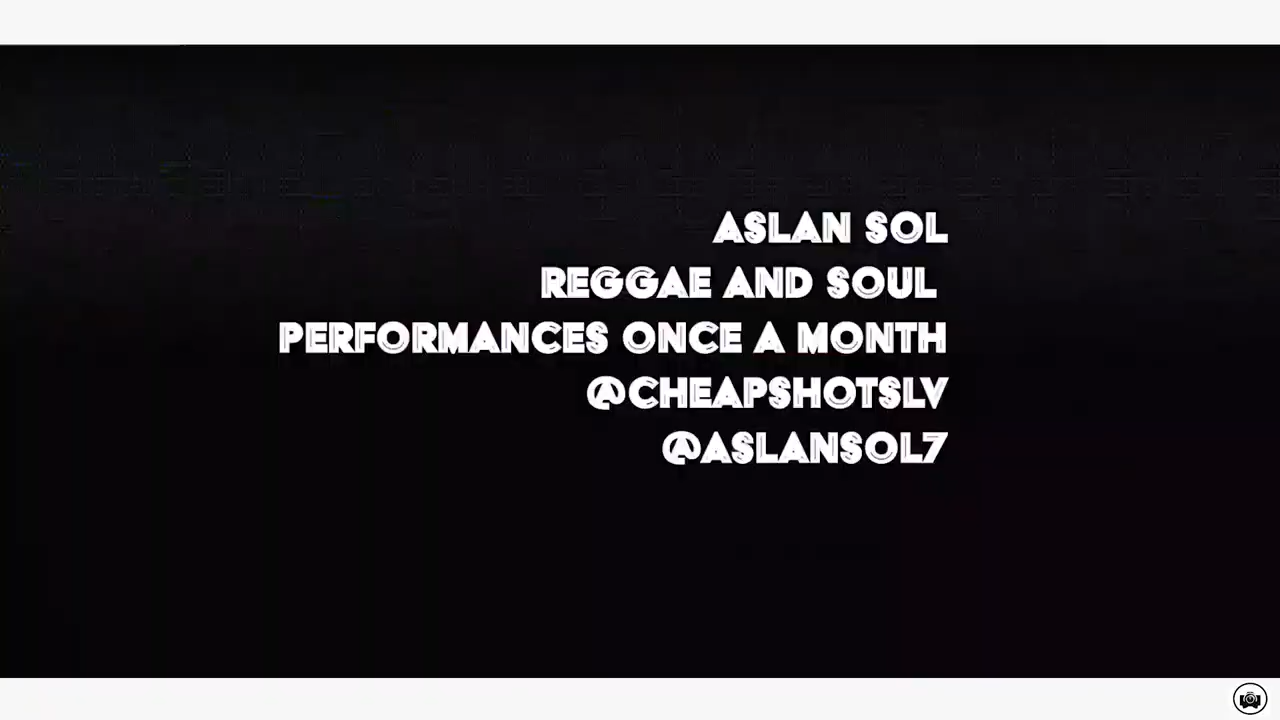 ASLAN SOL
REGGAE AND SOUL
PERFORMANCES ONCE A MONTH
@CHEAPSHOTSLV
@ASLANSOL7